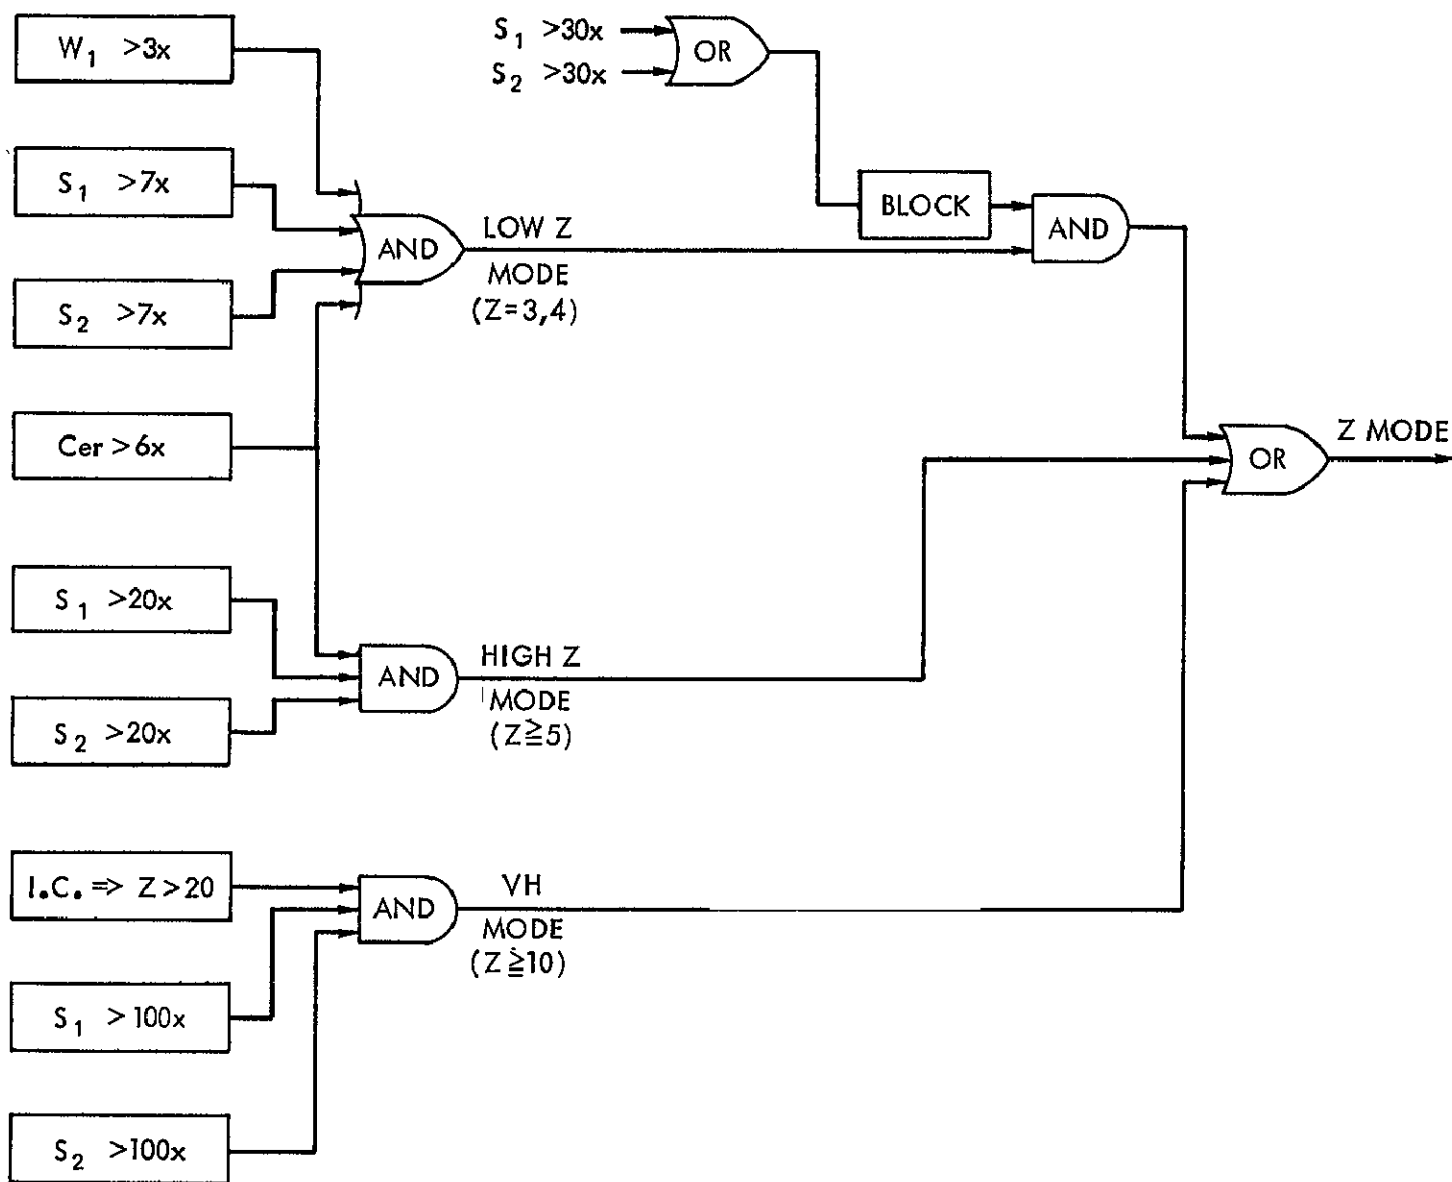 W1 >3x
S1 >30x
S2 >30x
OR
S1 >7x
BLOCK
AND
LOW Z
MODE
(Z=3,4)
AND
S2 >7x
Cer >6x
OR
Z MODE
S1 >20x
AND
HIGH Z
MODE
(Z≧5)
S2 >20x
I.C. ⇒ Z >20
AND
VH
MODE
(Z≧10)
S1 >100x
S2 >100x